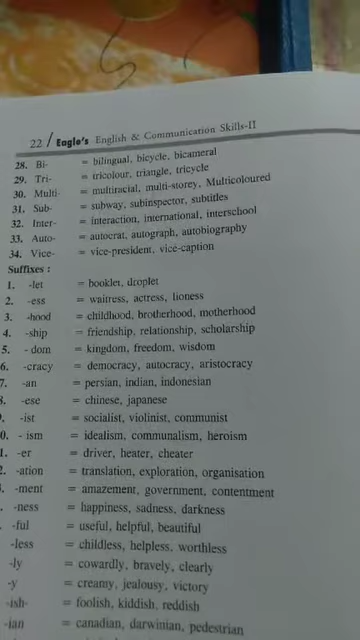 22 / Eagle's English & Communication Skills-II
28. Bi- = bilingual, bicycle, bicameral
29. Tri- = tricolour, triangle, tricycle
30. Multi- = multiracial, multi-storey, Multicoloured
31. Sub- = subway, subinspector, subtitles
32. Inter- = interaction, international, interschool
33. Auto- = autocrat, autograph, autobiography
34. Vice- = vice-president, vice-caption
Suffixes :
1. -let = booklet, droplet
2. -ess = waitress, actress, lioness
3. -hood = childhood, brotherhood, motherhood
4. -ship = friendship, relationship, scholarship
5. - dom = kingdom, freedom, wisdom
6. -cracy = democracy, autocracy, aristocracy
7. -an = persian, indian, indonesian
8. -ese = chinese, japanese
. -ist = socialist, violinist, communist
0. - ism = idealism, communalism, heroism
1. -er = driver, heater, cheater
2. -ation = translation, exploration, organisation
. -ment = amazement, government, contentment
. -ness = happiness, sadness, darkness
. -ful = useful, helpful, beautiful
-less = childless, helpless, worthless
-ly = cowardly, bravely, clearly
-y = creamy, jealousy, victory
-ish- = foolish, kiddish, reddish
-ian = canadian, darwinian, pedestrian